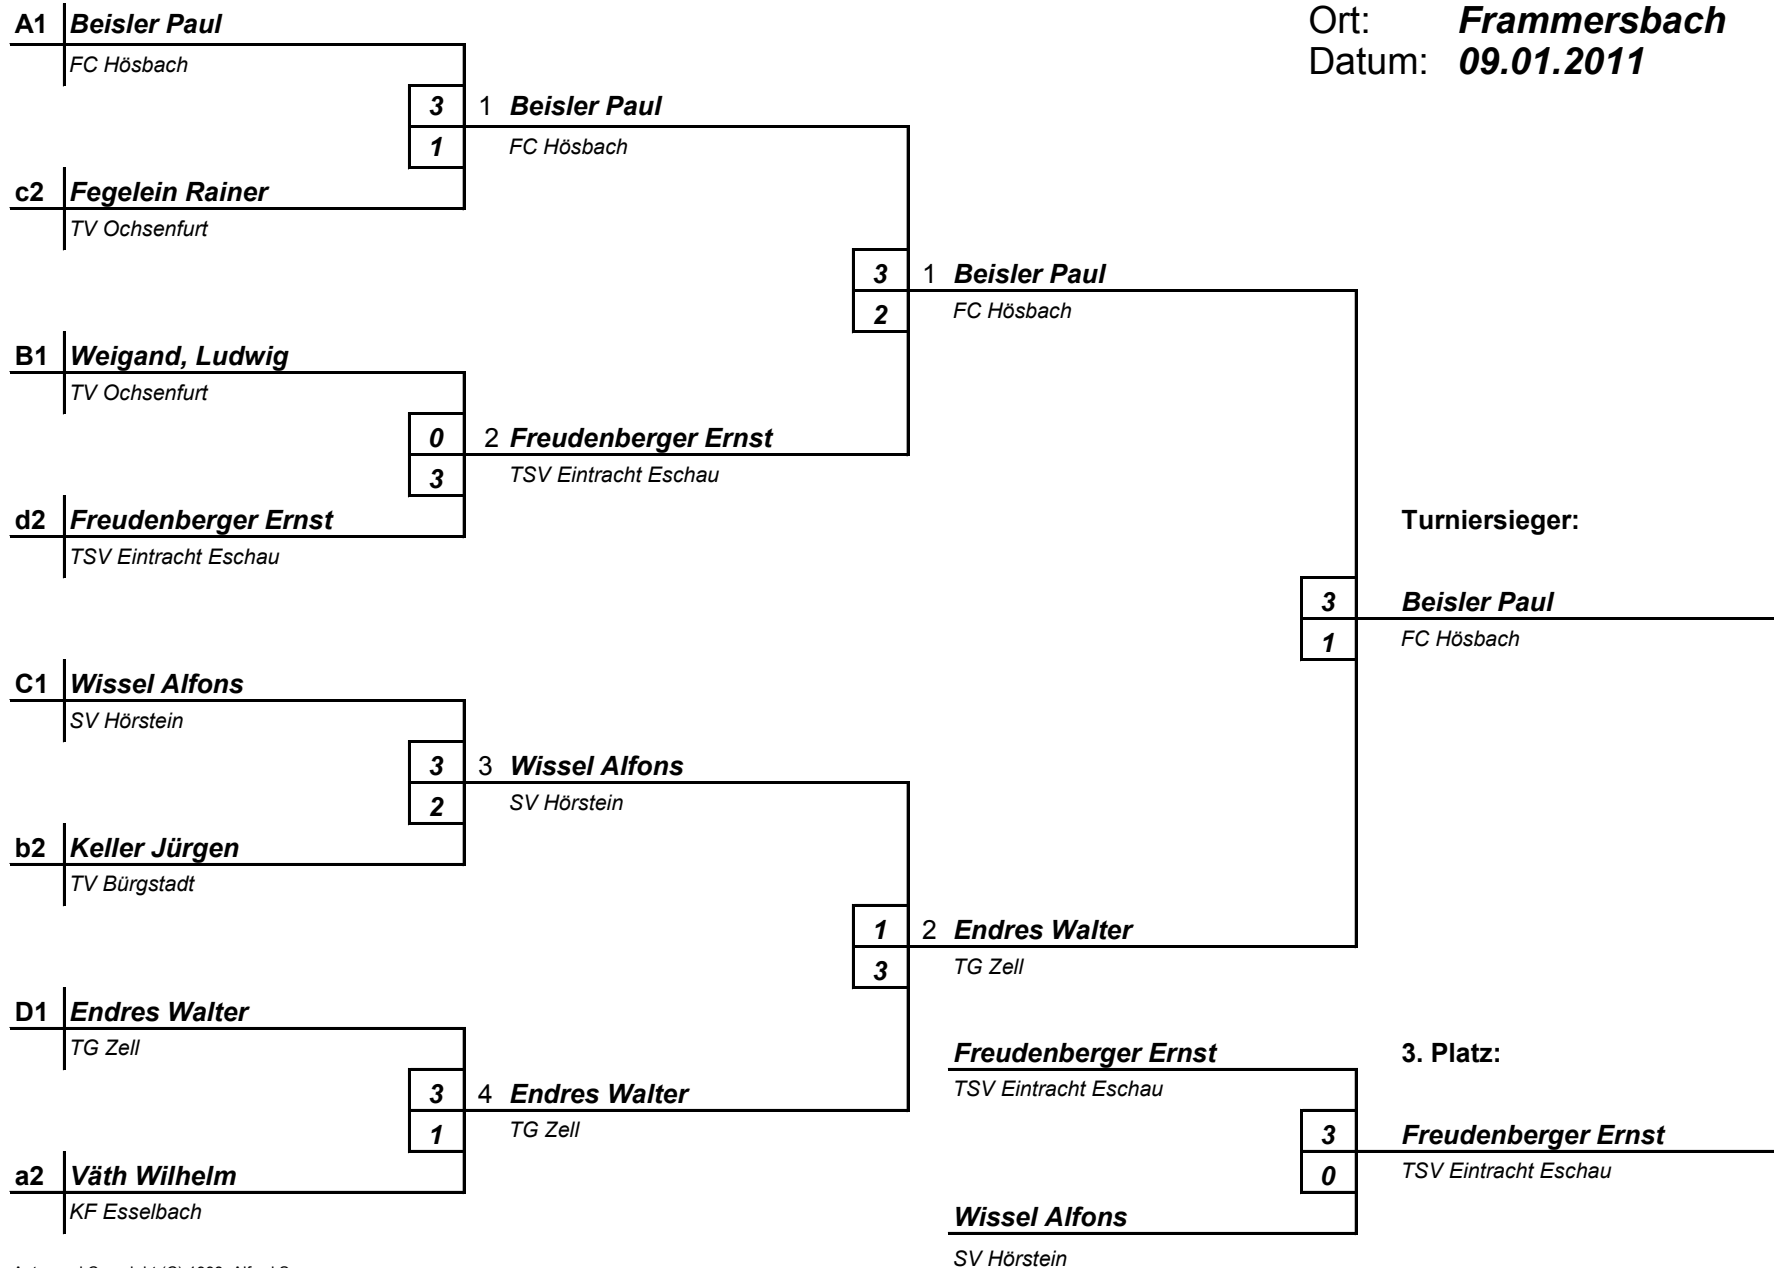 Ort: Frammersbach
Datum: 09.01.2011
A1 Beisler Paul
FC Hösbach
3 1 Beisler Paul
1 FC Hösbach
c2 Fegelein Rainer
TV Ochsenfurt
3 1 Beisler Paul
2 FC Hösbach
B1 Weigand, Ludwig
TV Ochsenfurt
0 2 Freudenberger Ernst
3 TSV Eintracht Eschau
d2 Freudenberger Ernst
TSV Eintracht Eschau
Turniersieger:
3 Beisler Paul
1 FC Hösbach
C1 Wissel Alfons
SV Hörstein
3 3 Wissel Alfons
2 SV Hörstein
b2 Keller Jürgen
TV Bürgstadt
1 2 Endres Walter
3 TG Zell
D1 Endres Walter
TG Zell
3 4 Endres Walter
1 TG Zell
a2 Väth Wilhelm
KF Esselbach
Freudenberger Ernst
TSV Eintracht Eschau
3. Platz:
3 Freudenberger Ernst
0 TSV Eintracht Eschau
Wissel Alfons
SV Hörstein